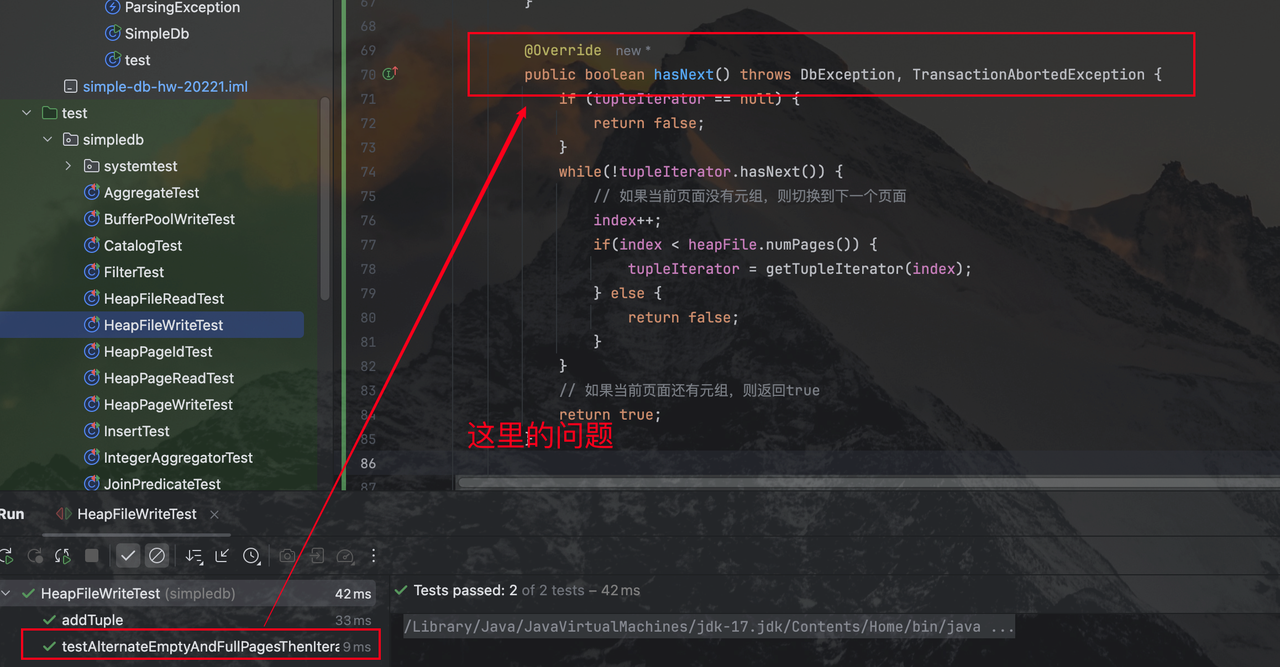 ParsingException
SimpleDb
test
simple-db-hw-20221.iml
test
simpledb
systemtest
AggregateTest
BufferPoolWriteTest
CatalogTest
FilterTest
HeapFileReadTest
HeapFileWriteTest
HeapPageIdTest
HeapPageReadTest
HeapPageWriteTest
InsertTest
IntegerAggregatorTest
JoinPredicateTest
67 }
68
69 @Override new *
70 public boolean hasNext() throws DbException, TransactionAbortedException {
71 if (tupleIterator == null) {
72 return false;
73 }
74 while(!tupleIterator.hasNext()) {
75 // 如果当前页面没有元组，则切换到下一个页面
76 index++;
77 if(index < heapFile.numPages()) {
78 tupleIterator = getTupleIterator(index);
79 } else {
80 return false;
81 }
82 }
83 // 如果当前页面还有元组，则返回true
84 return true;
85 }
这里的问题
86
87
Run HeapFileWriteTest
HeapFileWriteTest (simpledb) 42 ms
addTuple 33 ms
testAlternateEmptyAndFullPagesThenItera 9 ms
Tests passed: 2 of 2 tests – 42 ms
/Library/Java/JavaVirtualMachines/jdk-17.jdk/Contents/Home/bin/java ...